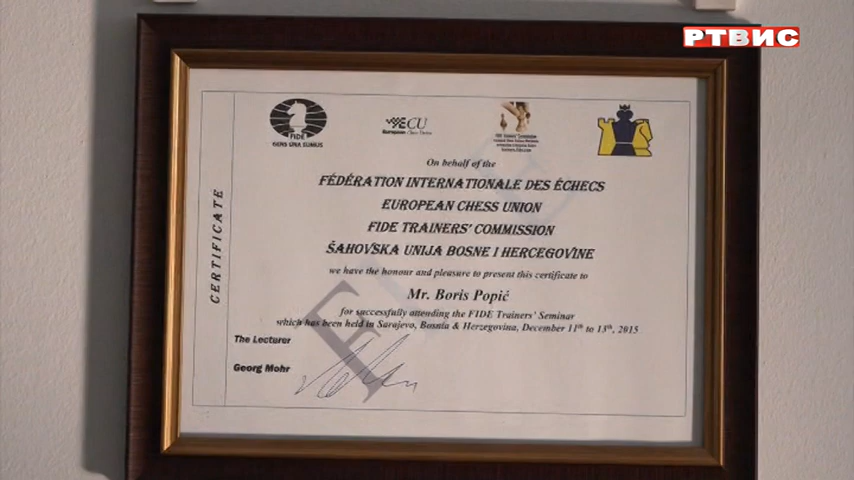 РТВИС
FIDE
GENS UNA SUMUS
ECU
European Chess Union
On behalf of the
FÉDÉRATION INTERNATIONALE DES ÉCHECS
EUROPEAN CHESS UNION
FIDE TRAINERS' COMMISSION
ŠAHOVSKA UNIJA BOSNE I HERCEGOVINE
we have the honour and pleasure to present this certificate to
Mr. Boris Popić
for successfully attending the FIDE Trainers' Seminar
which has been held in Sarajevo, Bosnia & Herzegovina, December 11th to 13th, 2015
The Lecturer
Georg Mohr
CERTIFICATE